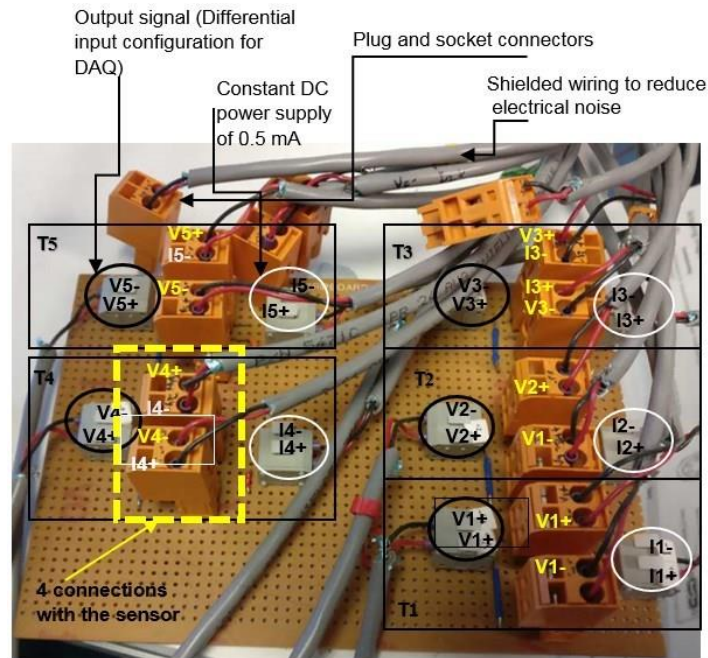 Output signal (Differential
input configuration for
DAQ)
Plug and socket connectors
Constant DC
power supply
of 0.5 mA
Shielded wiring to reduce
electrical noise
T5
V5+
I5-
V5-
V5+
V5-
I5-
I5+
T3
V3+
I3-
V3-
V3+
I3+
V3-
I3-
I3+
T4
V4+
I4-
V4-
V4+
V4-
I4+
I4-
I4+
T2
V2+
V2-
V2+
V1-
I2-
I2+
V1+
V1+
V1+
V1-
I1-
I1+
T1
4 connections
with the sensor